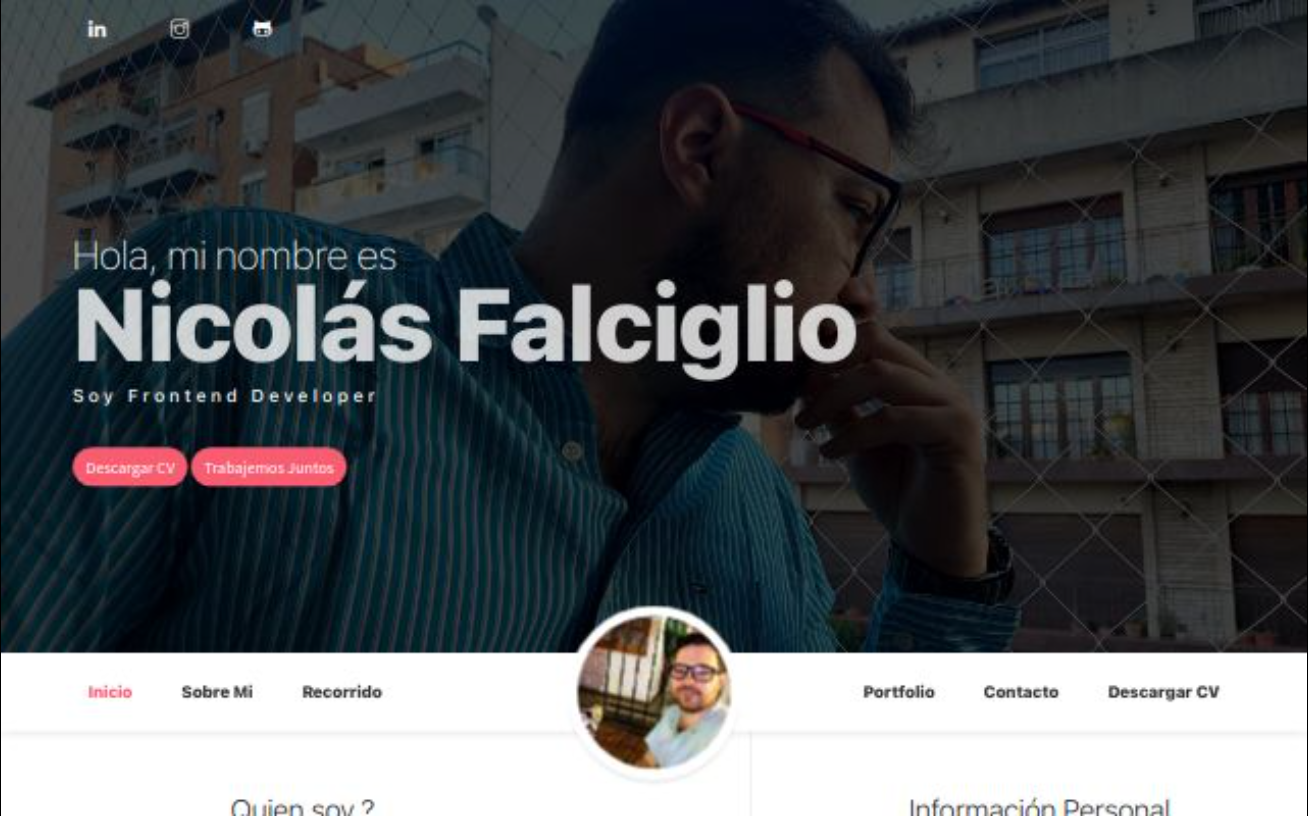 Hola, mi nombre es
Nicolás Falciglio
Soy Frontend Developer
Descargar CV Trabajemos Juntos
Inicio Sobre Mi Recorrido Portfolio Contacto Descargar CV
Quien soy ? Información Personal